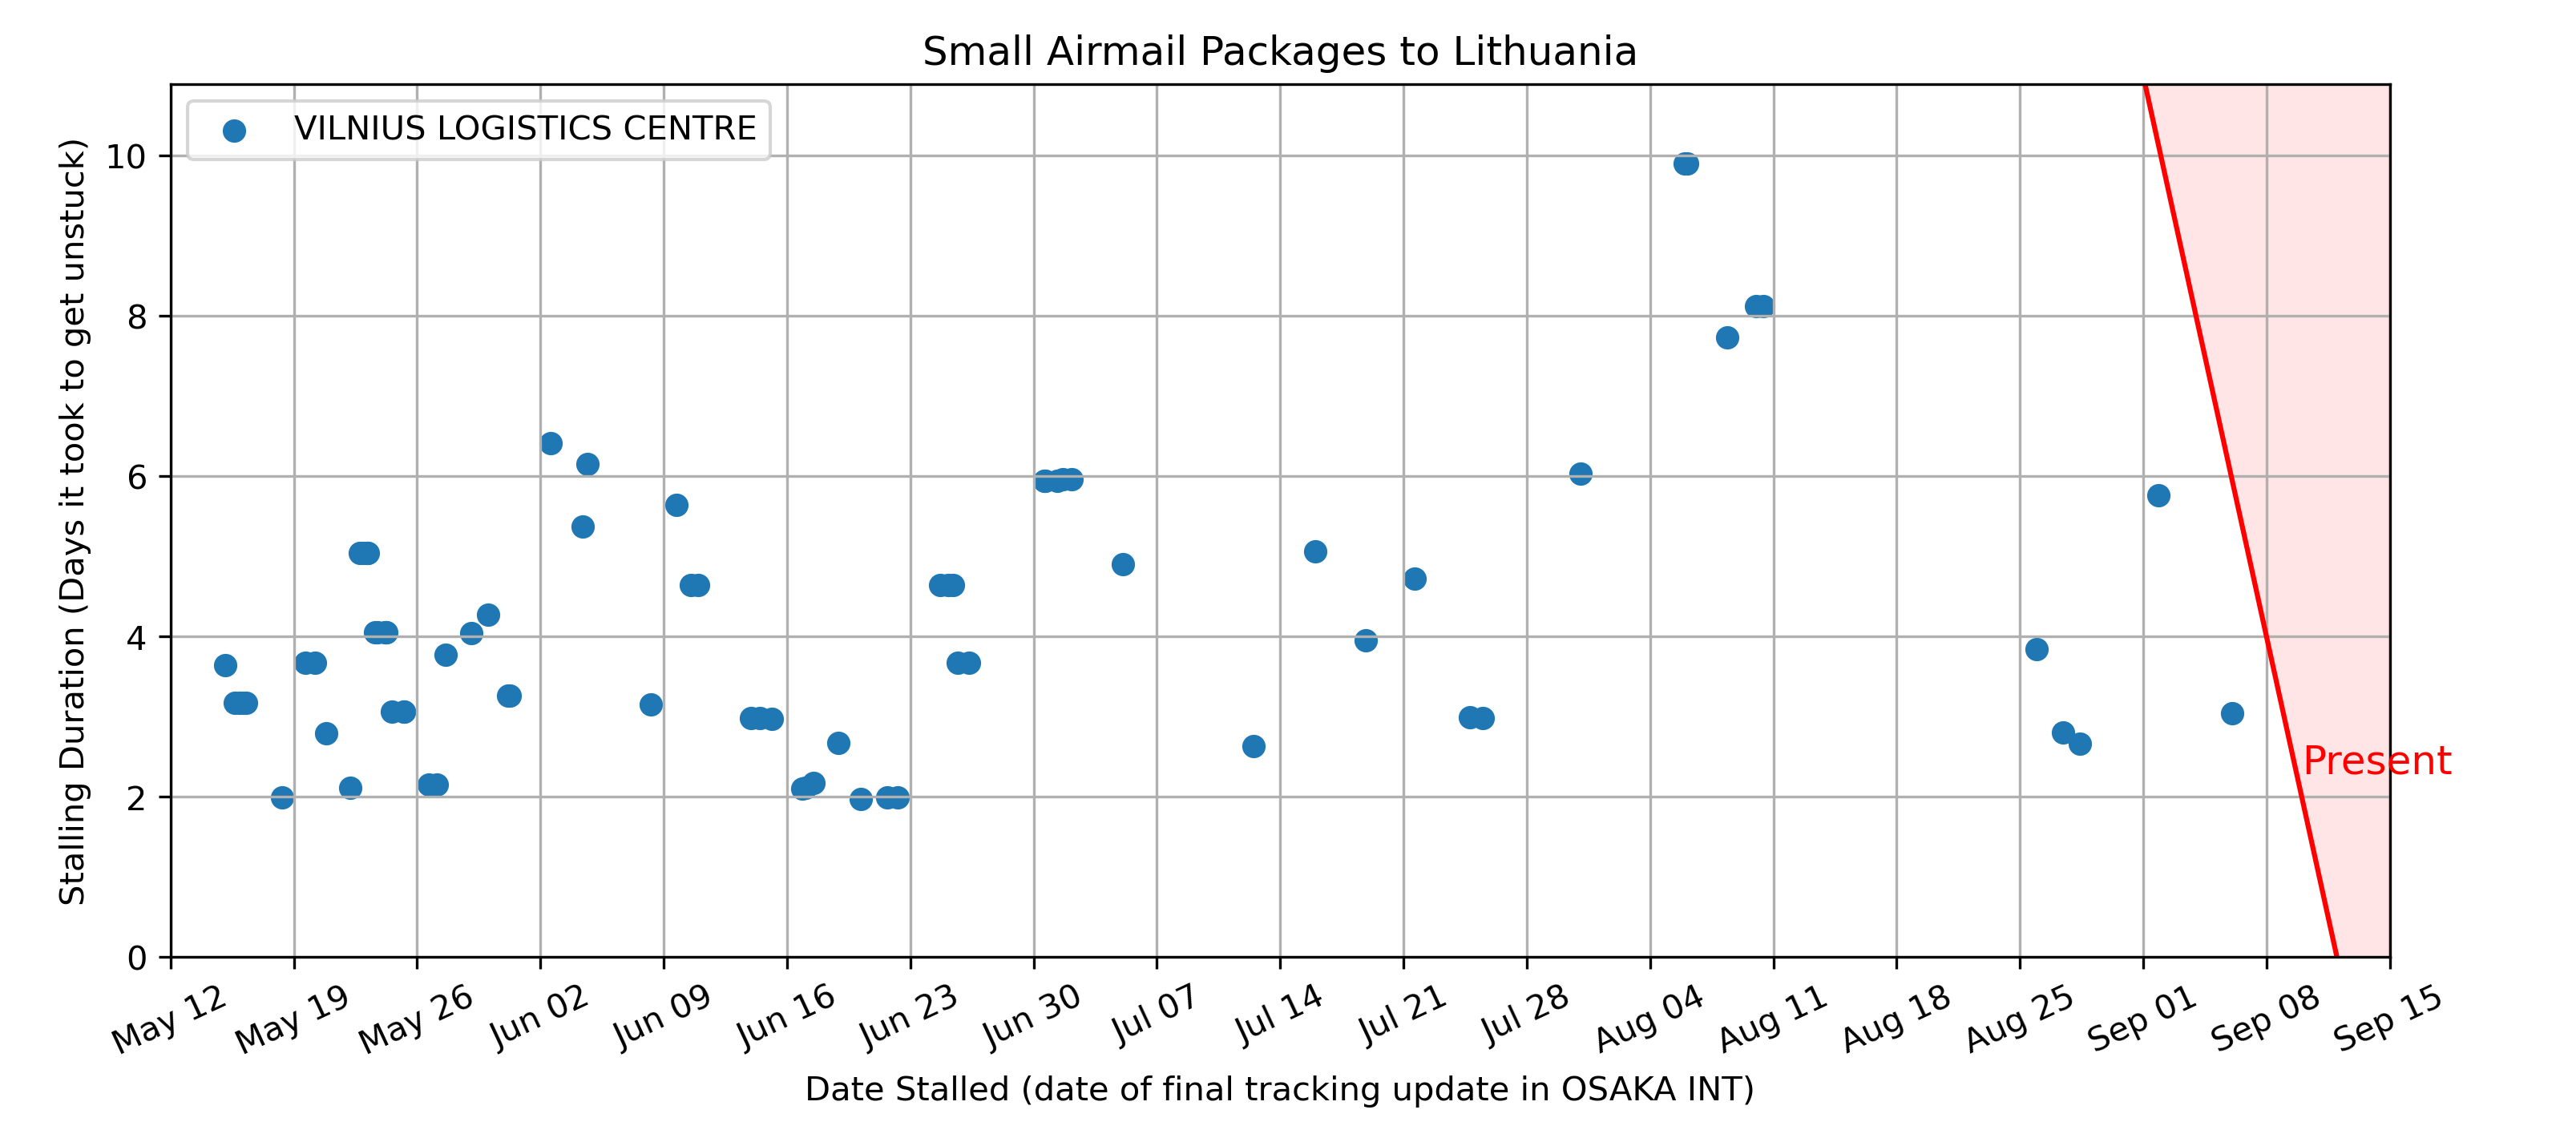 Small Airmail Packages to Lithuania
VILNIUS LOGISTICS CENTRE
Stalling Duration (Days it took to get unstuck)
10
8
6
4
2
0
Present
May 12
May 19
May 26
Jun 02
Jun 09
Jun 16
Jun 23
Jun 30
Jul 07
Jul 14
Jul 21
Jul 28
Aug 04
Aug 11
Aug 18
Aug 25
Sep 01
Sep 08
Sep 15
Date Stalled (date of final tracking update in OSAKA INT)